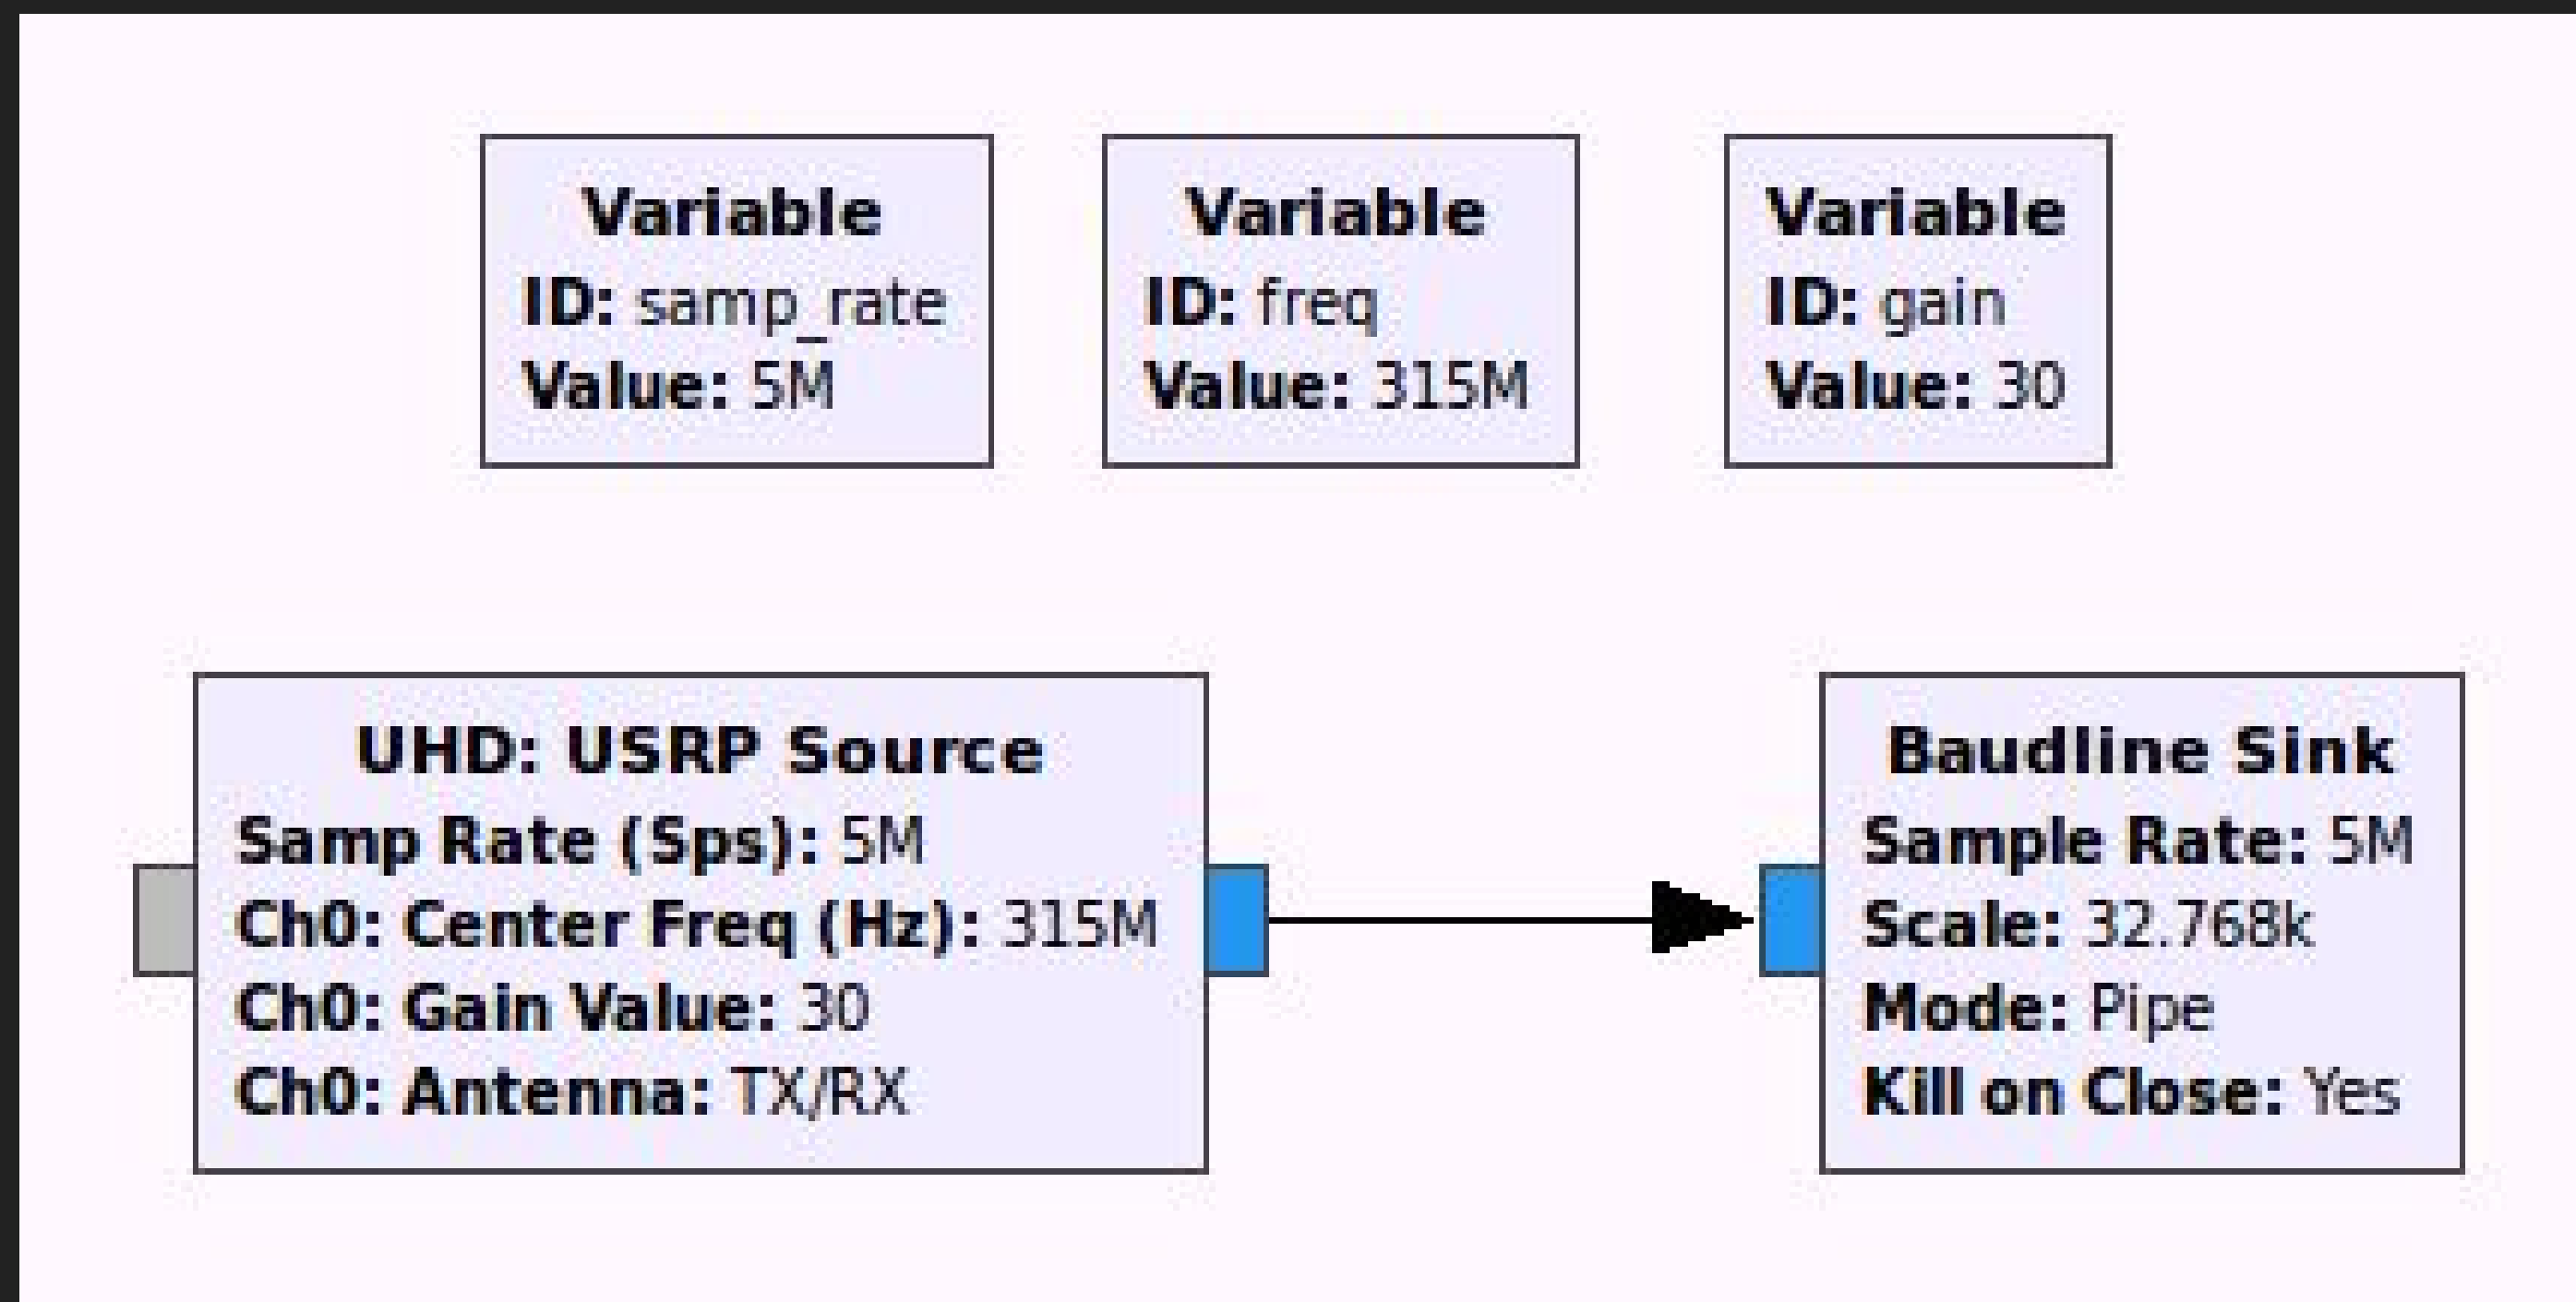 Variable
ID: samp_rate
Value: 5M
Variable
ID: freq
Value: 315M
Variable
ID: gain
Value: 30
UHD: USRP Source
Samp Rate (Sps): 5M
Ch0: Center Freq (Hz): 315M
Ch0: Gain Value: 30
Ch0: Antenna: TX/RX
Baudline Sink
Sample Rate: 5M
Scale: 32.768k
Mode: Pipe
Kill on Close: Yes